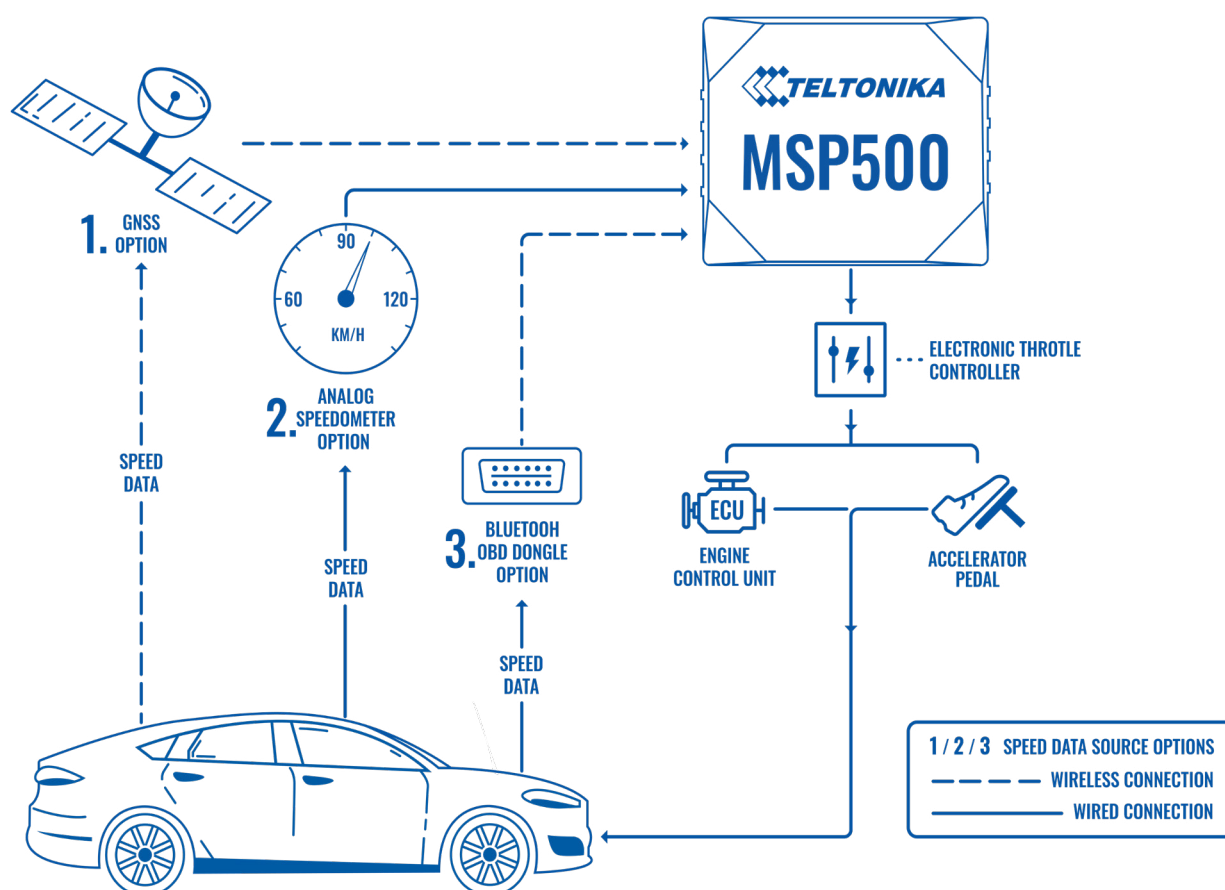 TELTONIKA
MSP500
1. GNSS
OPTION
90
60
120
KM/H
2. ANALOG
SPEEDOMETER
OPTION
ELECTRONIC THROTLE
CONTROLLER
SPEED
DATA
ECU
3. BLUETOOH
OBD DONGLE
OPTION
ENGINE
CONTROL UNIT
ACCELERATOR
PEDAL
SPEED
DATA
SPEED
DATA
1 / 2 / 3 SPEED DATA SOURCE OPTIONS
WIRELESS CONNECTION
WIRED CONNECTION